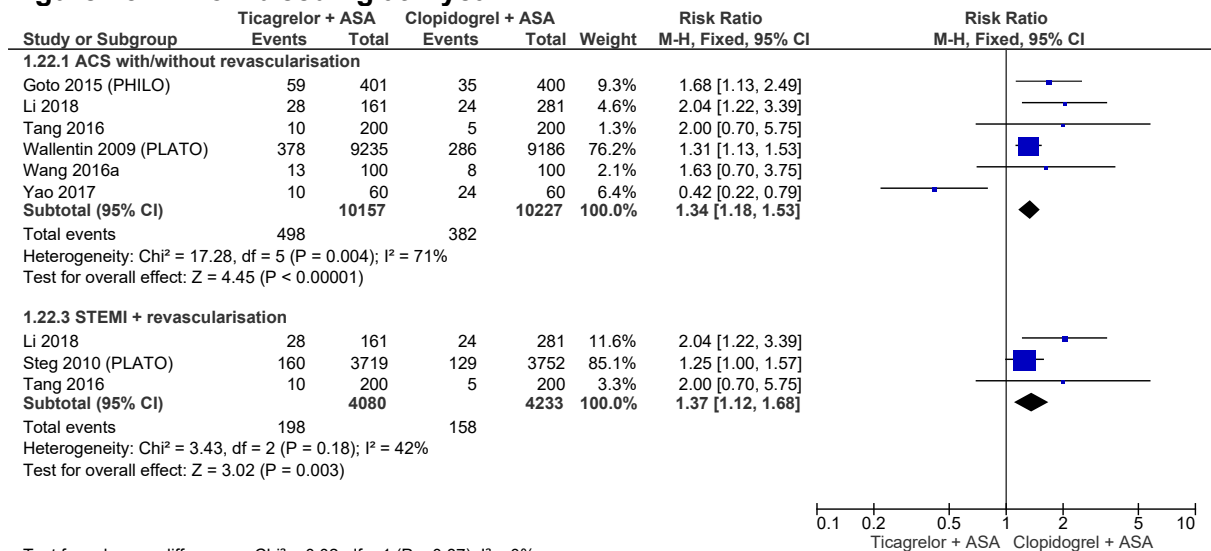 Ticagrelor + ASA Clopidogrel + ASA Risk Ratio Risk Ratio
Study or Subgroup Events Total Events Total Weight M-H, Fixed, 95% CI M-H, Fixed, 95% CI
1.22.1 ACS with/without revascularisation
Goto 2015 (PHILO) 59 401 35 400 9.3% 1.68 [1.13, 2.49]
Li 2018 28 161 24 281 4.6% 2.04 [1.22, 3.39]
Tang 2016 10 200 5 200 1.3% 2.00 [0.70, 5.75]
Wallentin 2009 (PLATO) 378 9235 286 9186 76.2% 1.31 [1.13, 1.53]
Wang 2016a 13 100 8 100 2.1% 1.63 [0.70, 3.75]
Yao 2017 10 60 24 60 6.4% 0.42 [0.22, 0.79]
Subtotal (95% CI) 10157 10227 100.0% 1.34 [1.18, 1.53]
Total events 498 382
Heterogeneity: Chi² = 17.28, df = 5 (P = 0.004); I² = 71%
Test for overall effect: Z = 4.45 (P < 0.00001)
1.22.3 STEMI + revascularisation
Li 2018 28 161 24 281 11.6% 2.04 [1.22, 3.39]
Steg 2010 (PLATO) 160 3719 129 3752 85.1% 1.25 [1.00, 1.57]
Tang 2016 10 200 5 200 3.3% 2.00 [0.70, 5.75]
Subtotal (95% CI) 4080 4233 100.0% 1.37 [1.12, 1.68]
Total events 198 158
Heterogeneity: Chi² = 3.43, df = 2 (P = 0.18); I² = 42%
Test for overall effect: Z = 3.02 (P = 0.003)
0.1 0.2 0.5 1 2 5 10
Ticagrelor + ASA Clopidogrel + ASA